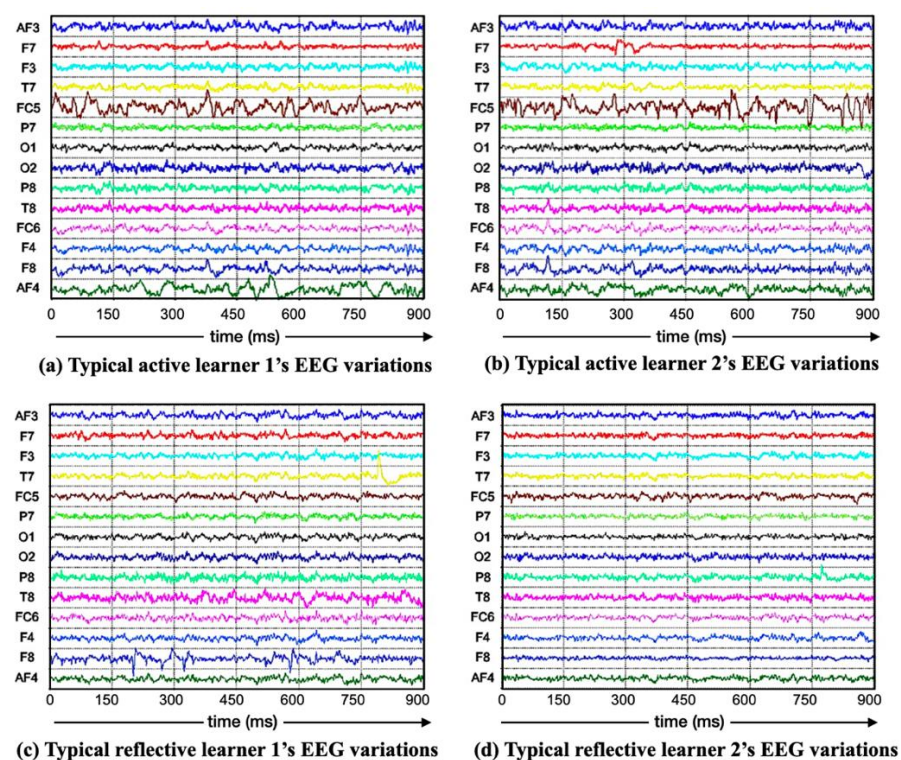 AF3
F7
F3
T7
FC5
P7
O1
O2
P8
T8
FC6
F4
F8
AF4
0 150 300 450 600 750 900
time (ms)
(a) Typical active learner 1’s EEG variations
AF3
F7
F3
T7
FC5
P7
O1
O2
P8
T8
FC6
F4
F8
AF4
0 150 300 450 600 750 900
time (ms)
(b) Typical active learner 2’s EEG variations
AF3
F7
F3
T7
FC5
P7
O1
O2
P8
T8
FC6
F4
F8
AF4
0 150 300 450 600 750 900
time (ms)
(c) Typical reflective learner 1’s EEG variations
AF3
F7
F3
T7
FC5
P7
O1
O2
P8
T8
FC6
F4
F8
AF4
0 150 300 450 600 750 900
time (ms)
(d) Typical reflective learner 2’s EEG variations